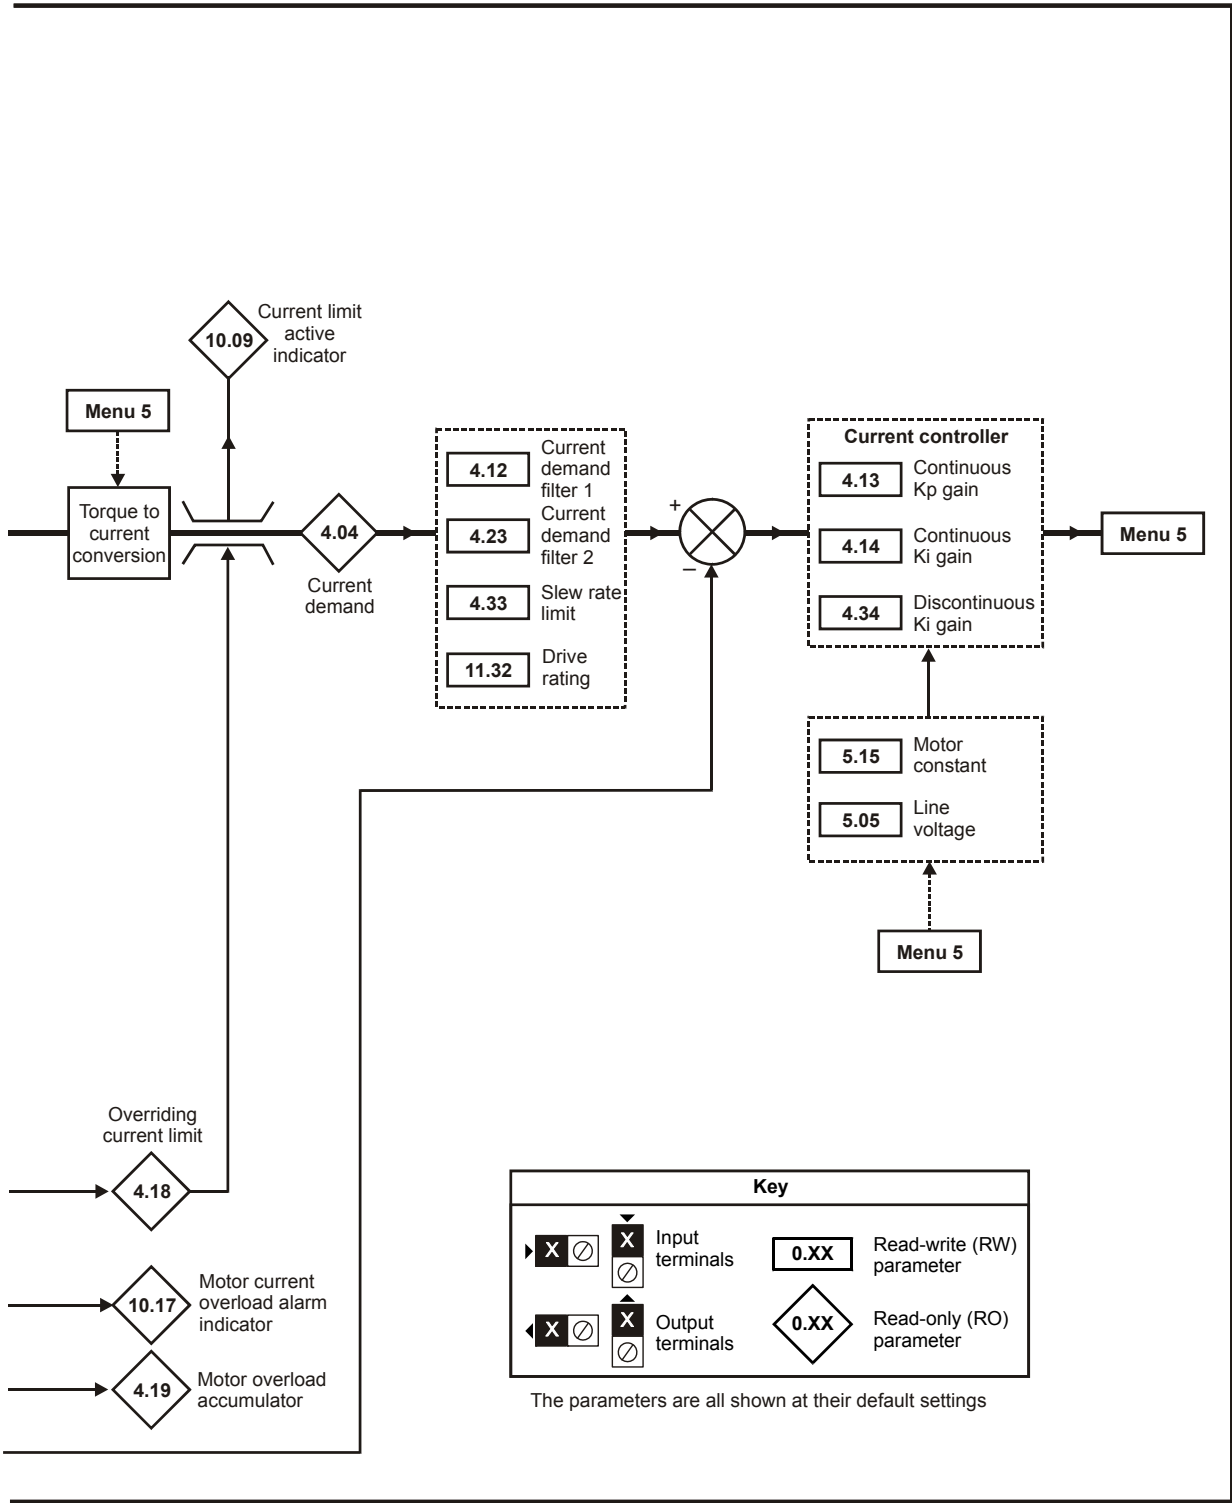 10.09
Current limit
active
indicator
Menu 5
Torque to
current
conversion
4.04
Current
demand
4.12
Current
demand
filter 1
4.23
Current
demand
filter 2
4.33
Slew rate
limit
11.32
Drive
rating
+
–
Current controller
4.13
Continuous
Kp gain
4.14
Continuous
Ki gain
4.34
Discontinuous
Ki gain
Menu 5
5.15
Motor
constant
5.05
Line
voltage
Menu 5
Overriding
current limit
4.18
10.17
Motor current
overload alarm
indicator
4.19
Motor overload
accumulator
Key
X
X
Input
terminals
0.XX
Read-write (RW)
parameter
X
X
Output
terminals
0.XX
Read-only (RO)
parameter
The parameters are all shown at their default settings